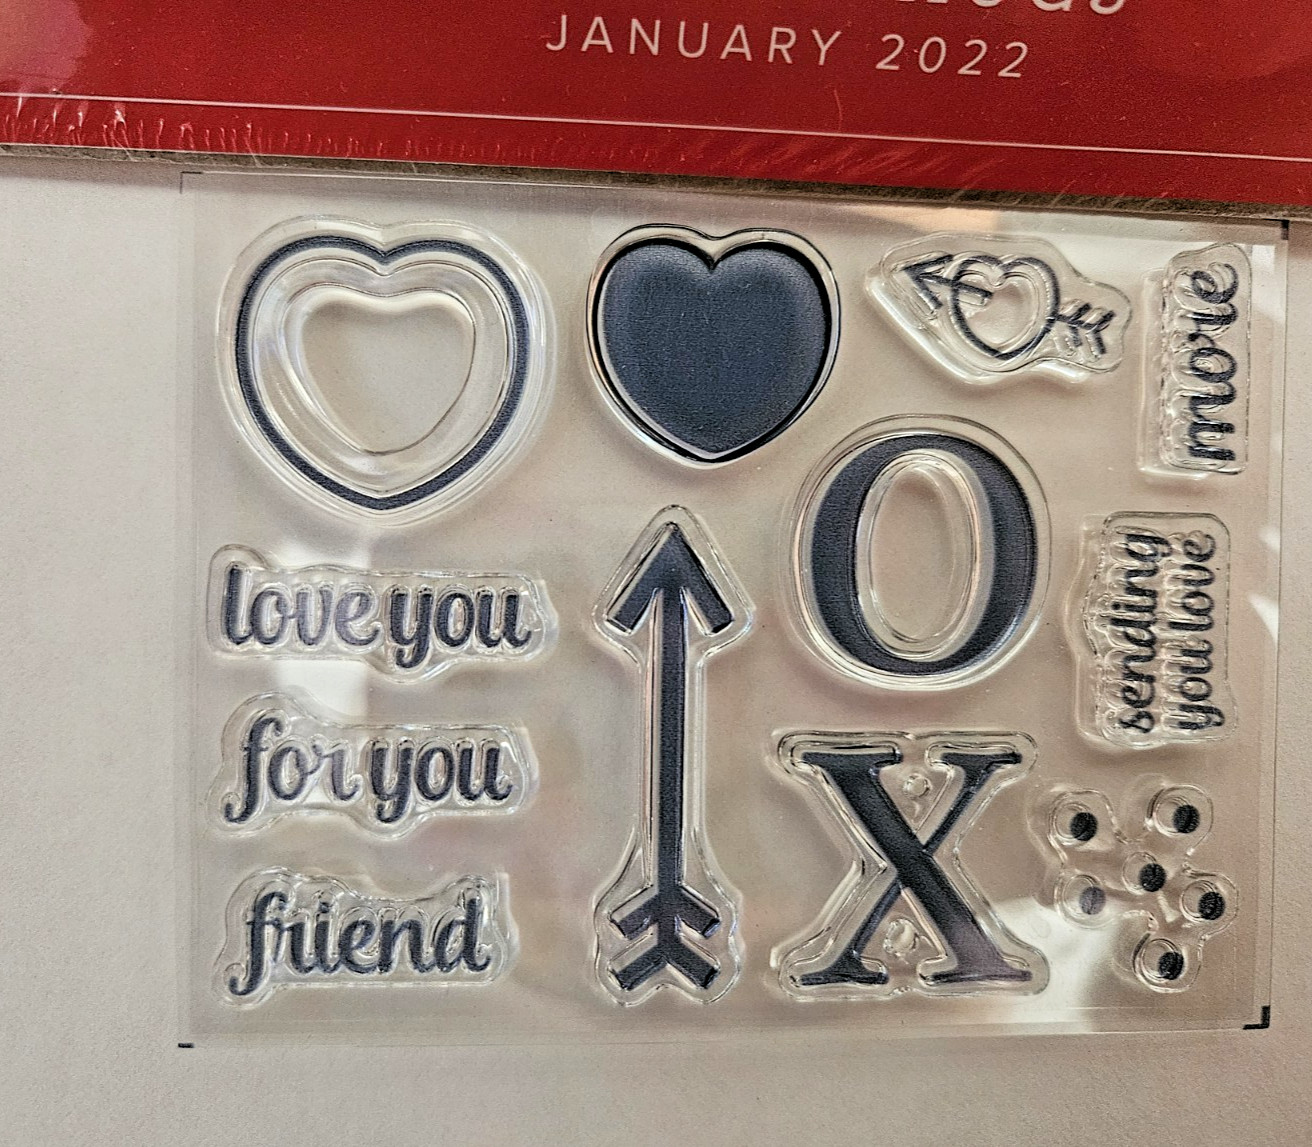 JANUARY 2022
more
O
love you
sending
you love
for you
X
friend